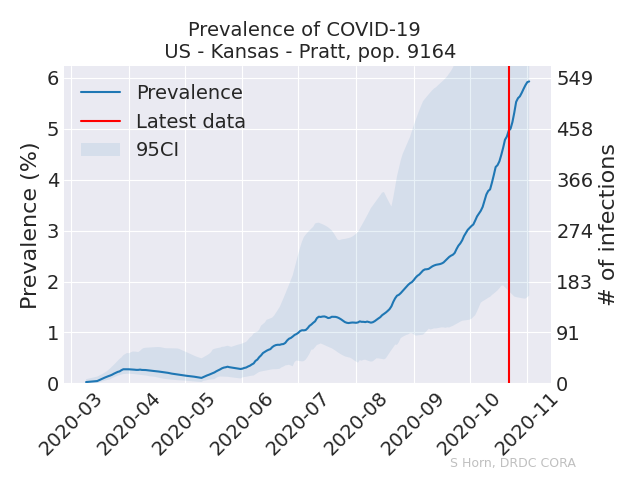 Prevalence of COVID-19
US - Kansas - Pratt, pop. 9164
Prevalence
Latest data
95CI
Prevalence (%)
6
5
4
3
2
1
0
549
458
366
274
183
91
0
# of infections
2020-03
2020-04
2020-05
2020-06
2020-07
2020-08
2020-09
2020-10
2020-11
S Horn, DRDC CORA